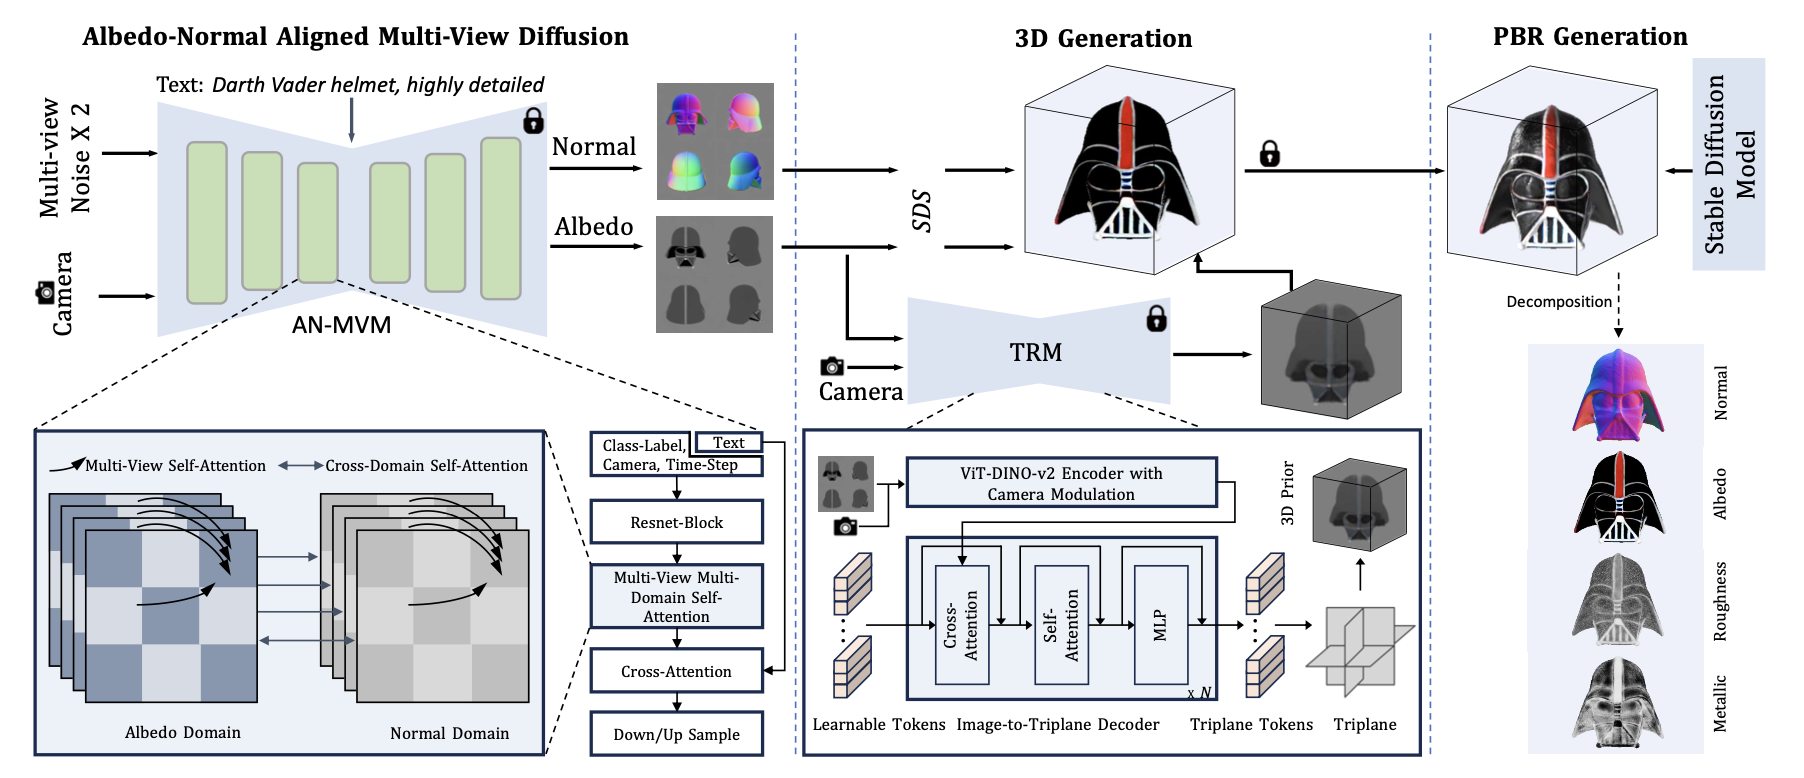 Albedo-Normal Aligned Multi-View Diffusion
Text: Darth Vader helmet, highly detailed
Multi-view
Noise X 2
Camera
AN-MVM
Normal
Albedo
Multi-View Self-Attention
Cross-Domain Self-Attention
Albedo Domain
Normal Domain
Class-Label,
Text
Camera, Time-Step
Resnet-Block
Multi-View Multi-
Domain Self-
Attention
Cross-Attention
Down/Up Sample
3D Generation
SDS
TRM
Camera
ViT-DINO-v2 Encoder with
Camera Modulation
3D Prior
Cross-
Attention
Self-
Attention
MLP
x N
Learnable Tokens
Image-to-Triplane Decoder
Triplane Tokens
Triplane
PBR Generation
Stable Diffusion
Model
Decomposition
Normal
Albedo
Roughness
Metallic